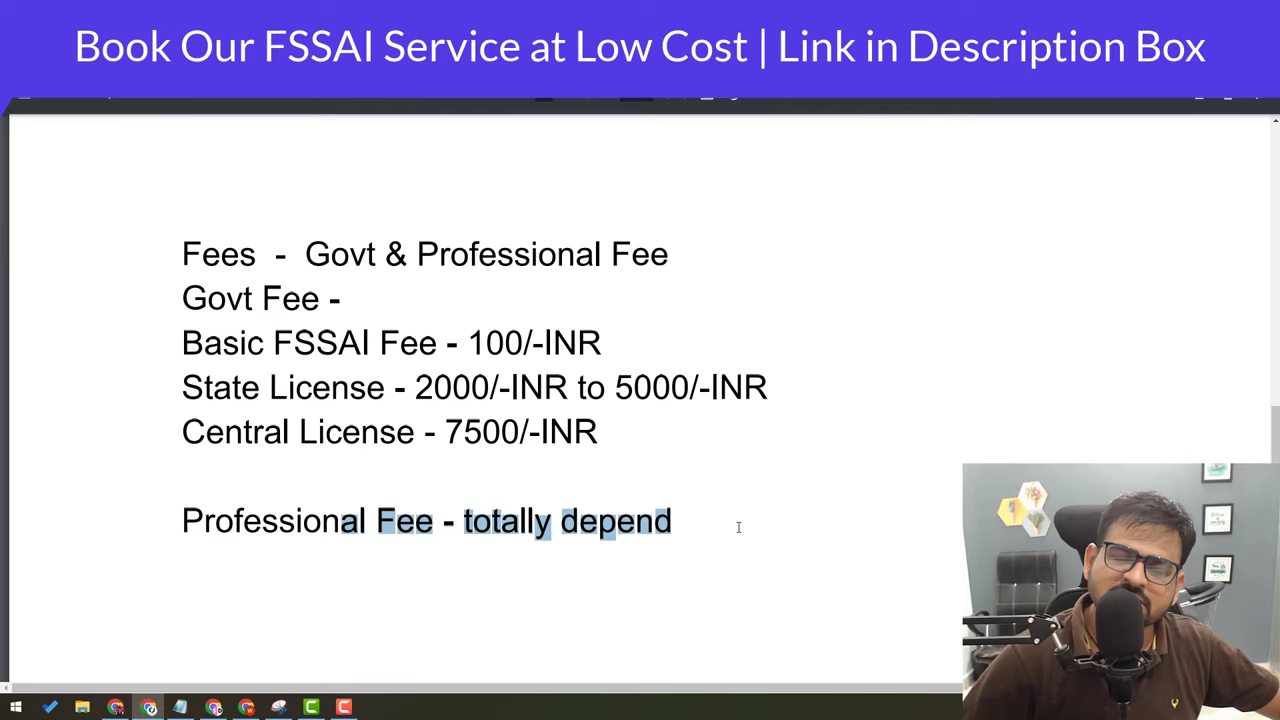 Book Our FSSAI Service at Low Cost | Link in Description Box
Fees - Govt & Professional Fee
Govt Fee -
Basic FSSAI Fee - 100/-INR
State License - 2000/-INR to 5000/-INR
Central License - 7500/-INR
Professional Fee - totally depend